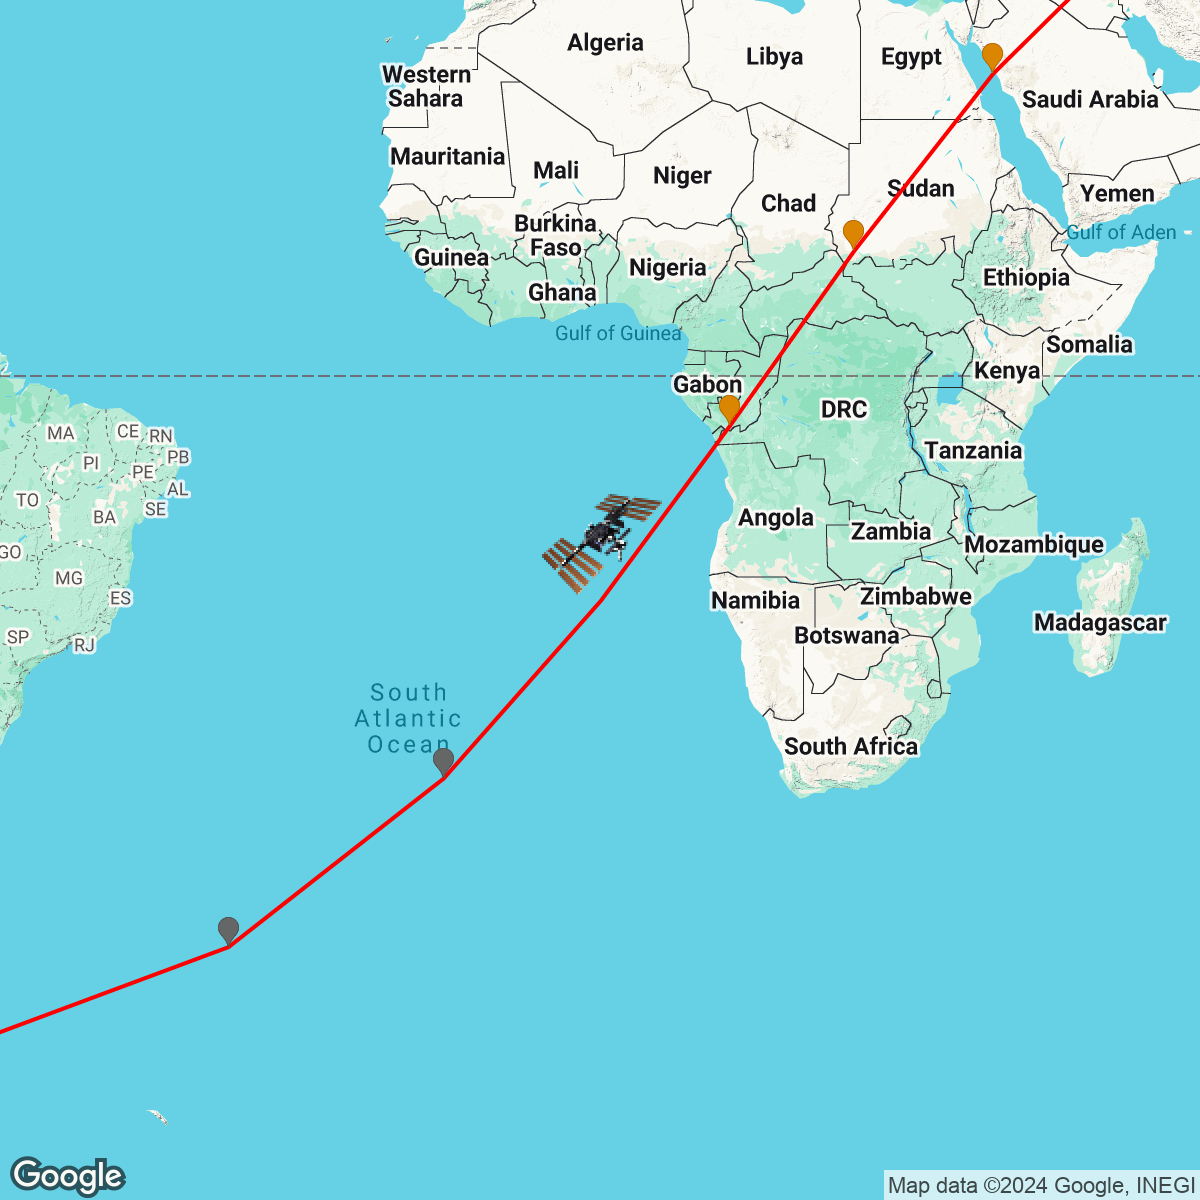 Algeria
Libya
Egypt
Western
Sahara
Saudi Arabia
Mauritania
Mali
Niger
Sudan
Chad
Yemen
Burkina
Faso
Gulf of Aden
Guinea
Nigeria
Ethiopia
Ghana
Gulf of Guinea
Somalia
Kenya
Gabon
DRC
MA
CE
RN
PI
PB
PE
Tanzania
TO
AL
SE
BA
Angola
Zambia
Mozambique
GO
MG
ES
Namibia
Zimbabwe
Madagascar
SP
RJ
Botswana
South
Atlantic
Ocean
South Africa
Google
Map data ©2024 Google, INEGI